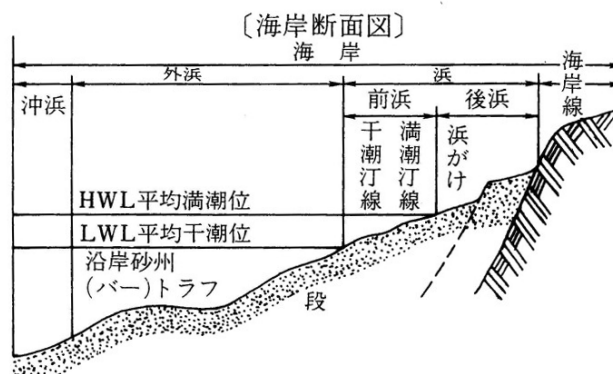 〔海岸断面図〕
海岸
海岸線
外浜
浜
沖浜
前浜
後浜
干潮汀線
満潮汀線
浜がけ
HWL平均満潮位
LWL平均干潮位
沿岸砂州
(バー)トラフ
段